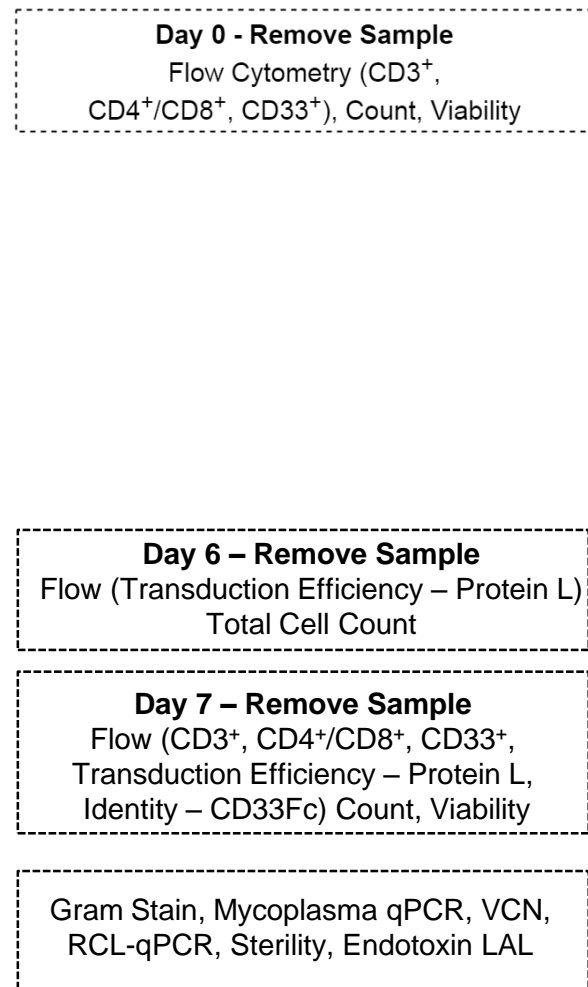 Day 0 - Remove Sample
Flow Cytometry (CD3⁺,
CD4⁺/CD8⁺, CD33⁺), Count, Viability
Day 6 – Remove Sample
Flow (Transduction Efficiency – Protein L)
Total Cell Count
Day 7 – Remove Sample
Flow (CD3⁺, CD4⁺/CD8⁺, CD33⁺,
Transduction Efficiency – Protein L,
Identity – CD33Fc) Count, Viability
Gram Stain, Mycoplasma qPCR, VCN,
RCL-qPCR, Sterility, Endotoxin LAL